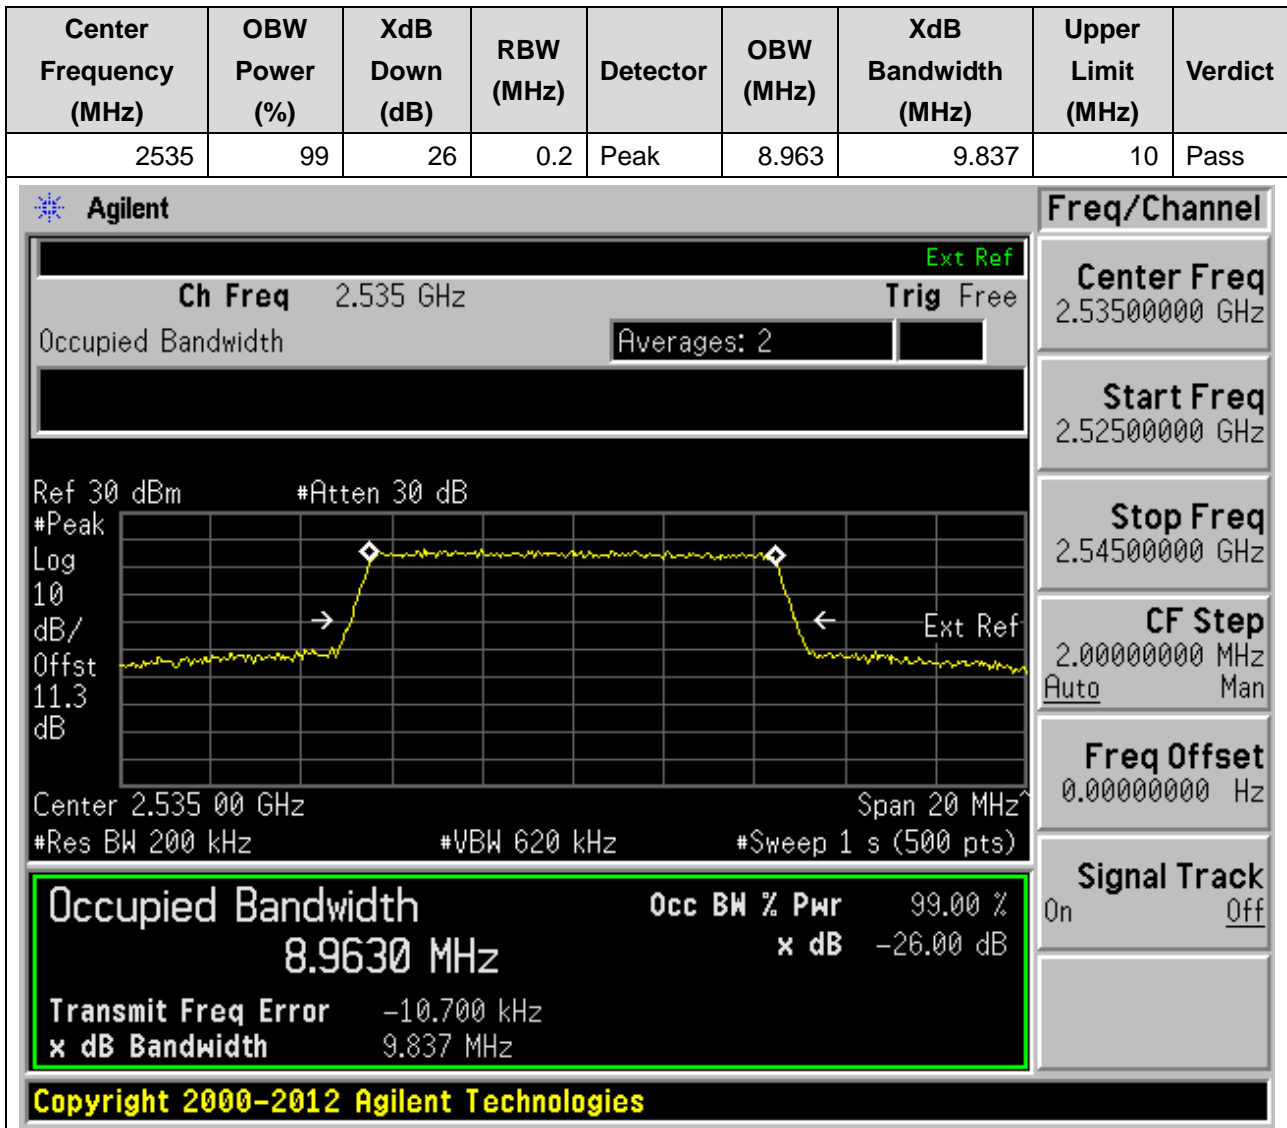 Center Frequency (MHz) OBW Power (%) XdB Down (dB) RBW (MHz) Detector OBW (MHz) XdB Bandwidth (MHz) Upper Limit (MHz) Verdict
2535 99 26 0.2 Peak 8.963 9.837 10 Pass
Agilent
Freq/Channel
Ext Ref
Ch Freq 2.535 GHz Trig Free
Occupied Bandwidth Averages: 2
Center Freq
2.53500000 GHz
Start Freq
2.52500000 GHz
Stop Freq
2.54500000 GHz
CF Step
2.00000000 MHz
Auto Man
Freq Offset
0.00000000 Hz
Signal Track
On Off
Ref 30 dBm #Atten 30 dB
#Peak
Log
10
dB/
Offst
11.3
dB
Ext Ref
Center 2.535 00 GHz Span 20 MHz^
#Res BW 200 kHz #VBW 620 kHz #Sweep 1 s (500 pts)
Occupied Bandwidth Occ BW % Pwr 99.00 %
8.9630 MHz x dB -26.00 dB
Transmit Freq Error -10.700 kHz
x dB Bandwidth 9.837 MHz
Copyright 2000-2012 Agilent Technologies